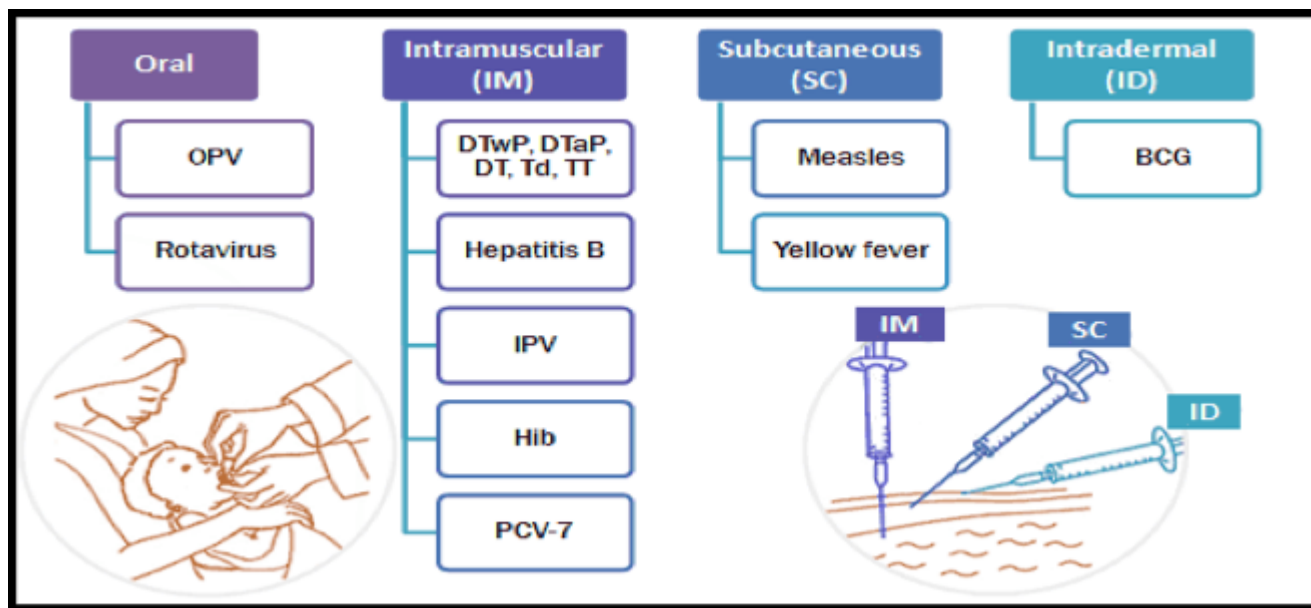 Oral
OPV
Rotavirus
Intramuscular
(IM)
DTwP, DTaP,
DT, Td, TT
Hepatitis B
IPV
Hib
PCV-7
Subcutaneous
(SC)
Measles
Yellow fever
Intradermal
(ID)
BCG
IM
SC
ID